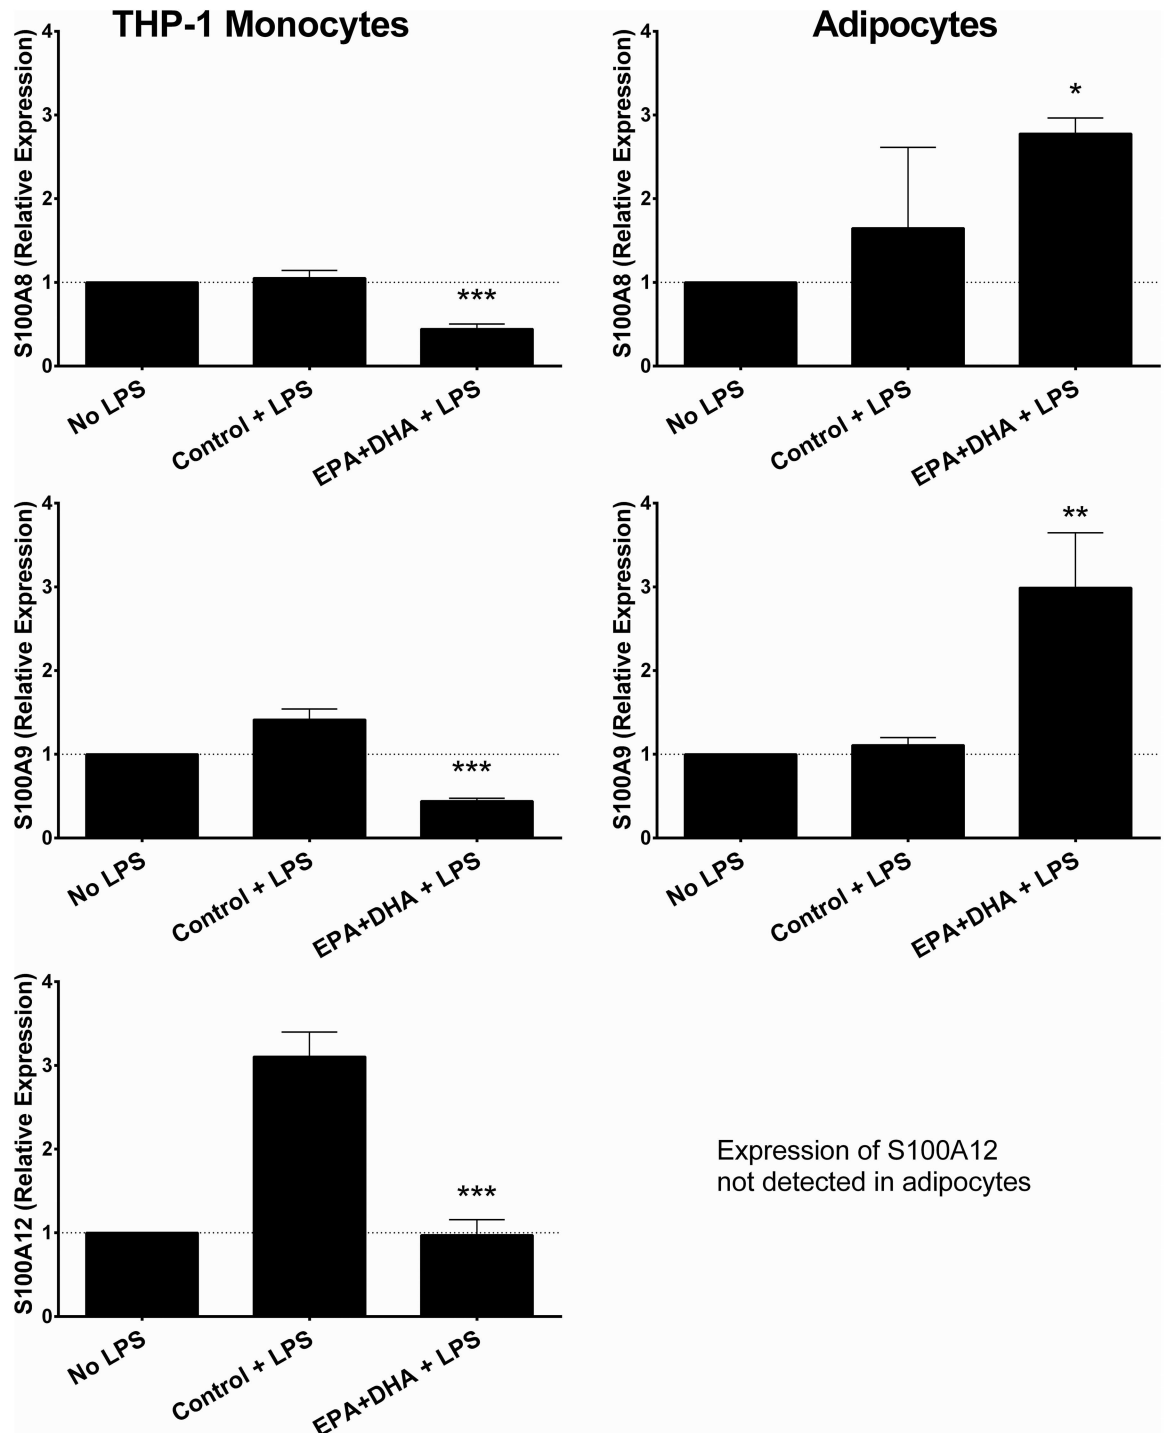 THP-1 Monocytes
Adipocytes
S100A8 (Relative Expression)
4
3
2
1
0
***
No LPS
Control + LPS
EPA+DHA + LPS
S100A8 (Relative Expression)
4
3
2
1
0
*
No LPS
Control + LPS
EPA+DHA + LPS
S100A9 (Relative Expression)
4
3
2
1
0
***
No LPS
Control + LPS
EPA+DHA + LPS
S100A9 (Relative Expression)
4
3
2
1
0
**
No LPS
Control + LPS
EPA+DHA + LPS
S100A12 (Relative Expression)
4
3
2
1
0
***
No LPS
Control + LPS
EPA+DHA + LPS
Expression of S100A12
not detected in adipocytes